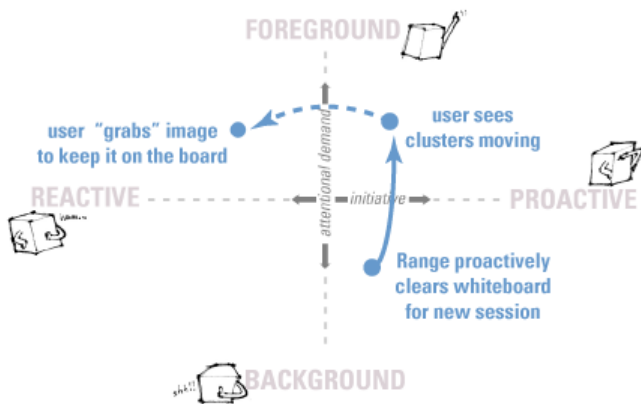 FOREGROUND
!!
user "grabs" image
to keep it on the board
user sees
clusters moving
attentional demand
REACTIVE
initiative
PROACTIVE
Range proactively
clears whiteboard
for new session
shh!!
BACKGROUND